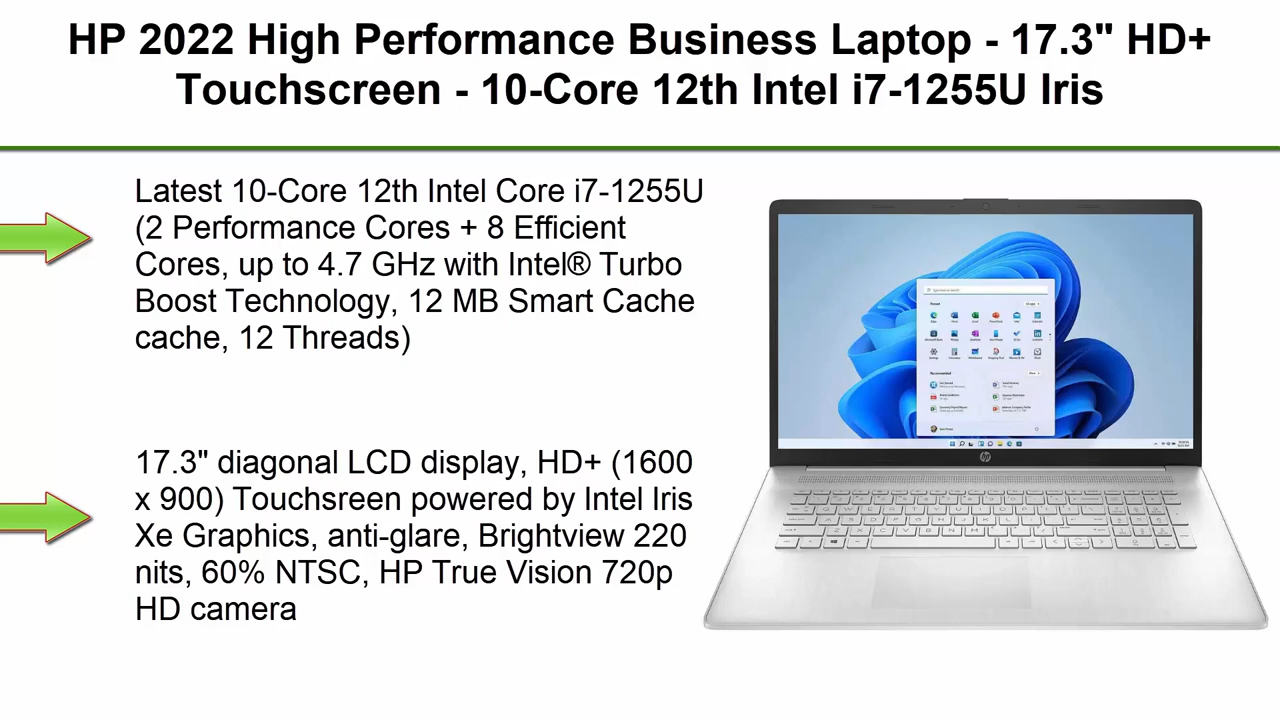 HP 2022 High Performance Business Laptop - 17.3" HD+
Touchscreen - 10-Core 12th Intel i7-1255U Iris
Latest 10-Core 12th Intel Core i7-1255U
(2 Performance Cores + 8 Efficient
Cores, up to 4.7 GHz with Intel® Turbo
Boost Technology, 12 MB Smart Cache
cache, 12 Threads)
17.3" diagonal LCD display, HD+ (1600
x 900) Touchsreen powered by Intel Iris
Xe Graphics, anti-glare, Brightview 220
nits, 60% NTSC, HP True Vision 720p
HD camera
hp